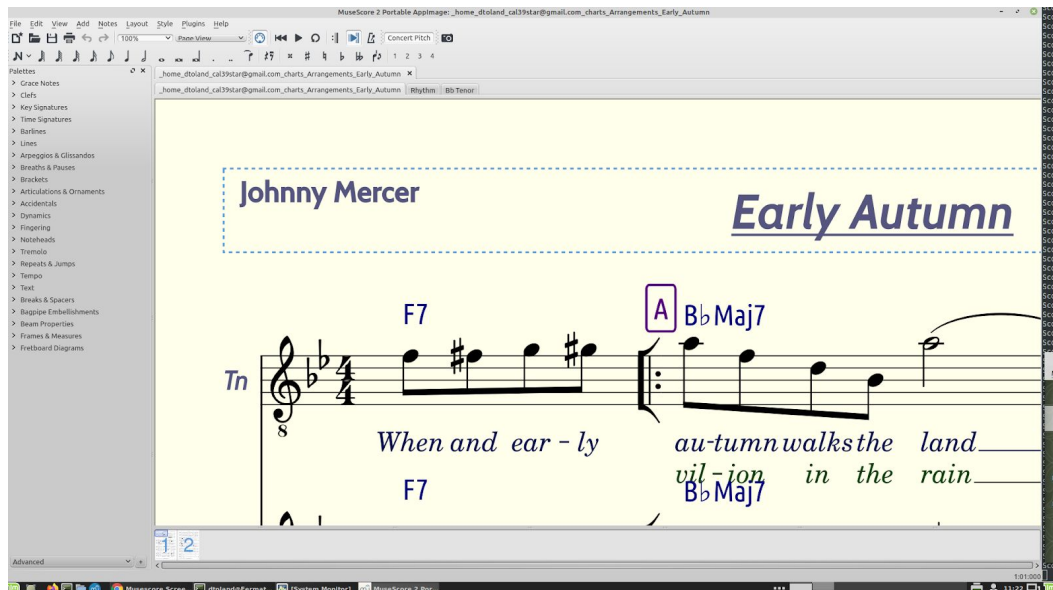 MuseScore 2 Portable AppImage: _home_dtoland_cal39star@gmail.com_charts_Arrangements_Early_Autumn
File Edit View Add Notes Layout Style Plugins Help
100% Page View Concert Pitch
N 1 2 3 4
Palettes
Grace Notes
Clefs
Key Signatures
Time Signatures
Barlines
Lines
Arpeggios & Glissandos
Breaths & Pauses
Brackets
Articulations & Ornaments
Accidentals
Dynamics
Fingering
Noteheads
Tremolo
Repeats & Jumps
Tempo
Text
Breaks & Spacers
Bagpipe Embellishments
Beam Properties
Frames & Measures
Fretboard Diagrams
Advanced
_home_dtoland_cal39star@gmail.com_charts_Arrangements_Early_Autumn
_home_dtoland_cal39star@gmail.com_charts_Arrangements_Early_Autumn Rhythm Bb Tenor
Johnny Mercer
Early Autumn
F7 A B♭Maj7
Tn
4
4
8
When and ear - ly au-tumn walks the land
vil - ion in the rain
F7 B♭Maj7
1 2
1:01:000
Musescore Scree dtoland@Fermat [System Monitor] MuseScore 2 Por 11:22